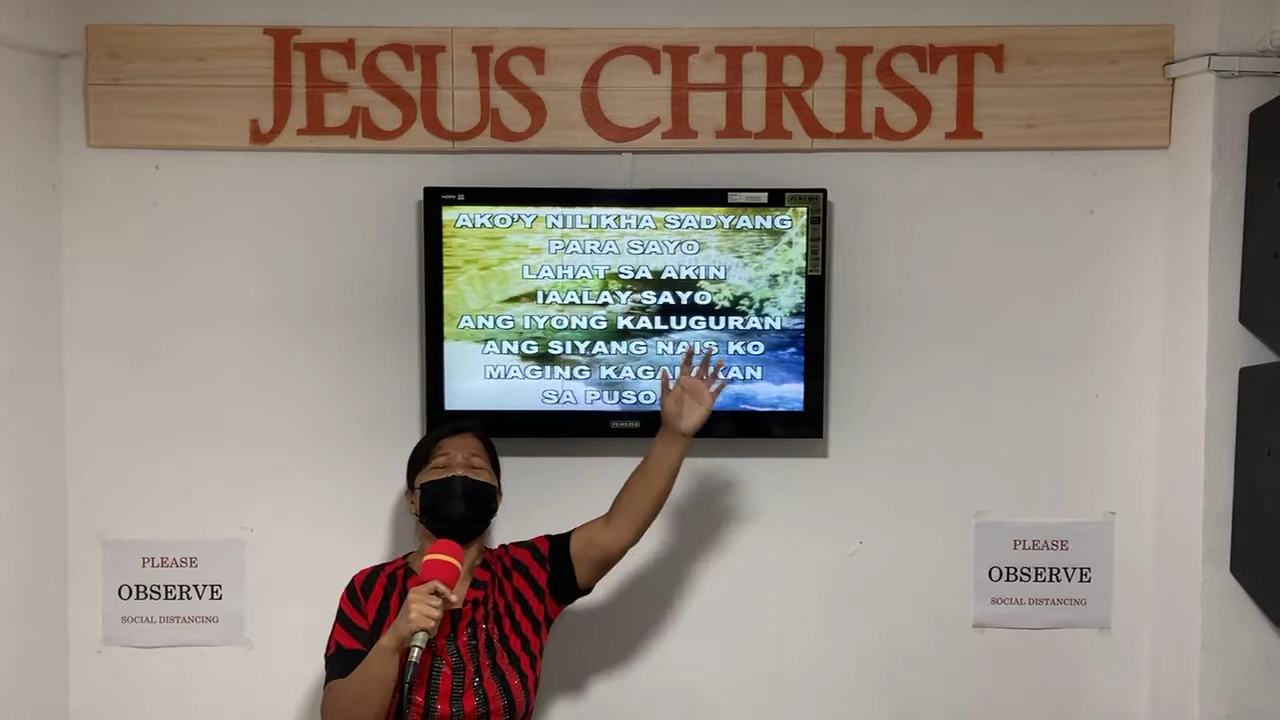 JESUS CHRIST
AKO'Y NILIKHA SADYANG
PARA SAYO
LAHAT SA AKIN
IAALAY SAYO
ANG IYONG KALUGURAN
ANG SIYANG NAIS KO
MAGING
SA PUSO
PLEASE
OBSERVE
SOCIAL DISTANCING
PLEASE
OBSERVE
SOCIAL DISTANCING